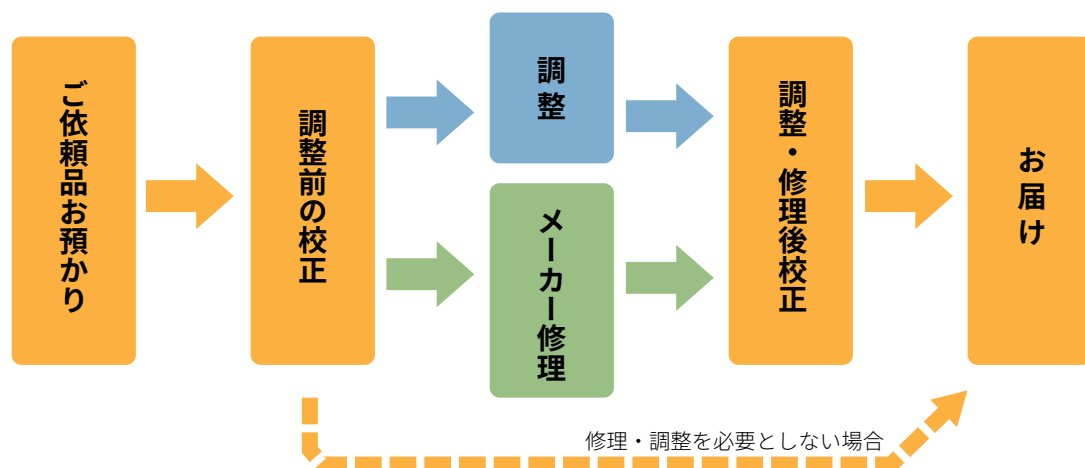 ご依頼品お預かり
調整前の校正
調整
メーカー修理
調整・修理後校正
お届け
修理・調整を必要としない場合